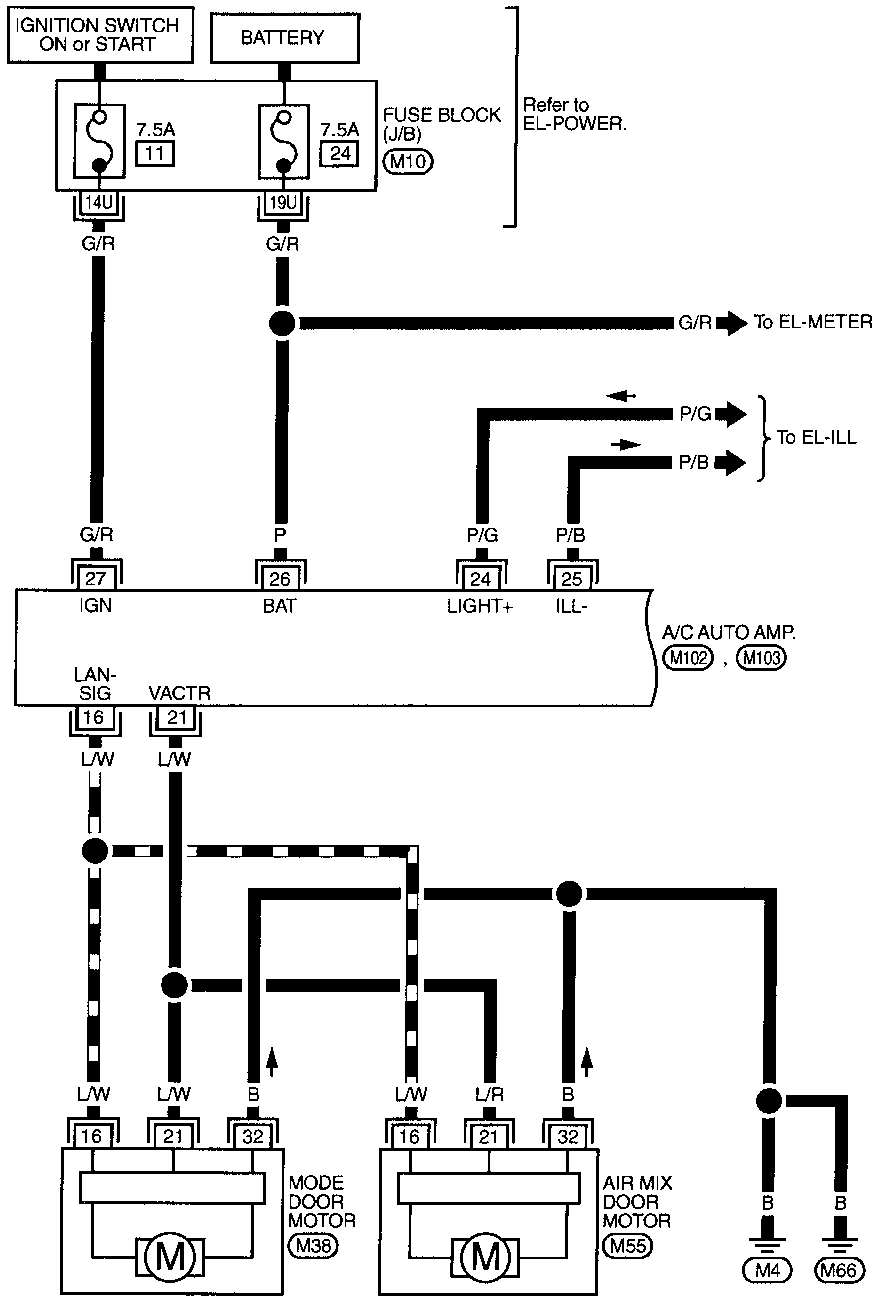 IGNITION SWITCH
ON or START
BATTERY
7.5A
11
7.5A
24
FUSE BLOCK
(J/B)
M10
Refer to
EL-POWER.
14U
19U
G/R
G/R
G/R
To EL-METER
P/G
P/B
To EL-ILL
G/R
P
P/G
P/B
27
26
24
25
IGN
BAT
LIGHT+
ILL-
A/C AUTO AMP.
M102 , M103
LAN-
SIG
VACTR
16
21
L/W
L/W
L/W
L/W
B
L/W
L/R
B
16
21
32
16
21
32
MODE
DOOR
MOTOR
M38
M
AIR MIX
DOOR
MOTOR
M55
M
B
B
M4
M66